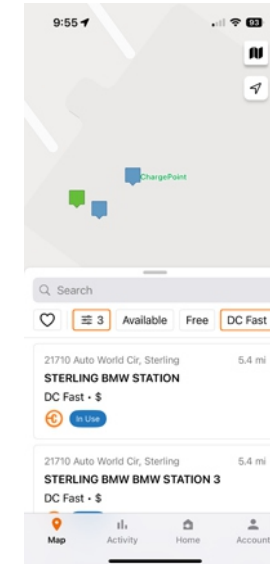 9:55
93
ChargePoint
Search
3 Available Free DC Fast
21710 Auto World Cir, Sterling 5.4 mi
STERLING BMW STATION
DC Fast • $
In Use
21710 Auto World Cir, Sterling 5.4 mi
STERLING BMW BMW STATION 3
DC Fast • $
Map Activity Home Account